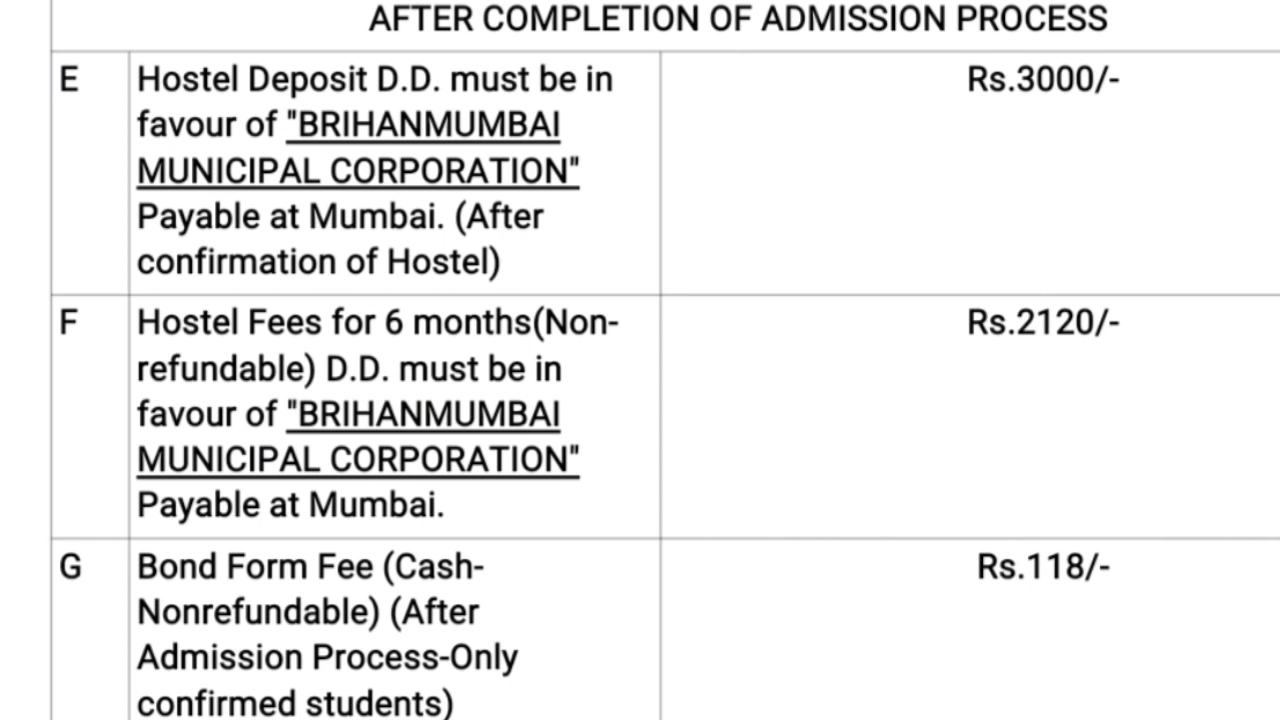 AFTER COMPLETION OF ADMISSION PROCESS
E
Hostel Deposit D.D. must be in
favour of "BRIHANMUMBAI
MUNICIPAL CORPORATION"
Payable at Mumbai. (After
confirmation of Hostel)
Rs.3000/-
F
Hostel Fees for 6 months(Non-
refundable) D.D. must be in
favour of "BRIHANMUMBAI
MUNICIPAL CORPORATION"
Payable at Mumbai.
Rs.2120/-
G
Bond Form Fee (Cash-
Nonrefundable) (After
Admission Process-Only
confirmed students)
Rs.118/-